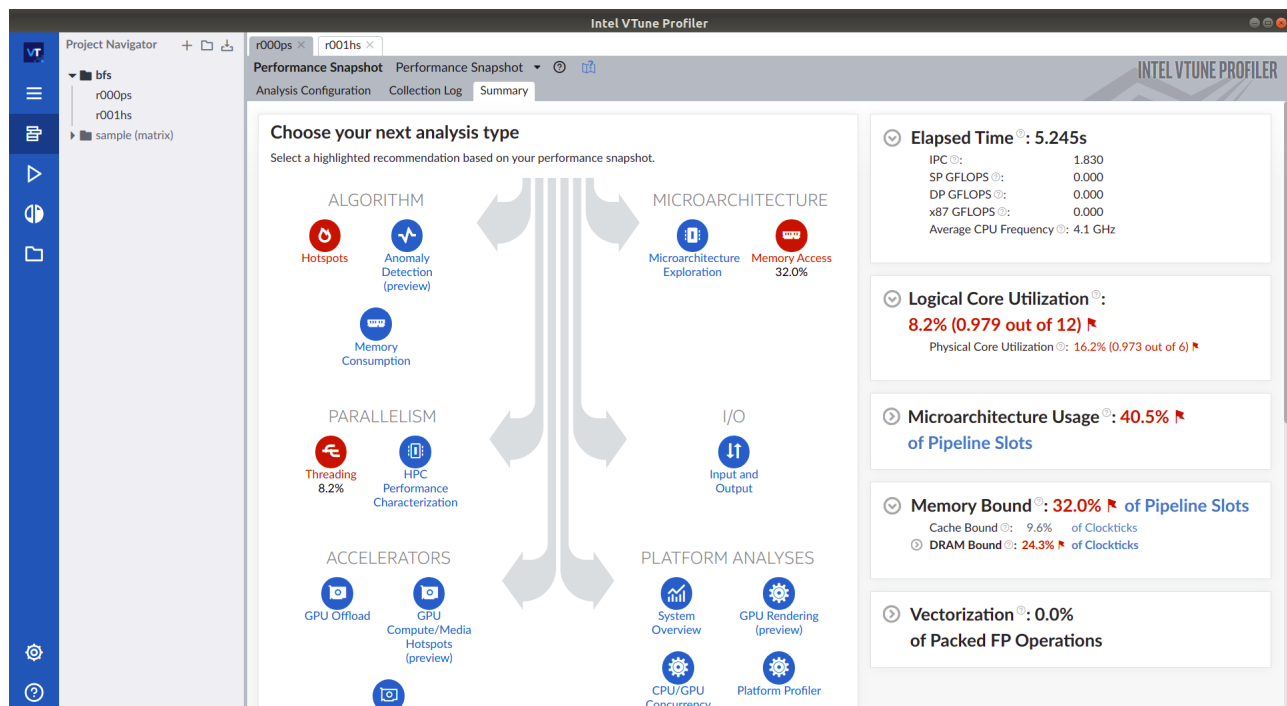 Intel VTune Profiler
VT
Project Navigator
bfs
r000ps
r001hs
sample (matrix)
r000ps
r001hs
Performance Snapshot Performance Snapshot
INTEL VTUNE PROFILER
Analysis Configuration Collection Log Summary
Choose your next analysis type
Select a highlighted recommendation based on your performance snapshot.
ALGORITHM
Hotspots
Anomaly
Detection
(preview)
Memory
Consumption
MICROARCHITECTURE
Microarchitecture
Exploration
Memory Access
32.0%
PARALLELISM
Threading
8.2%
HPC
Performance
Characterization
I/O
Input and
Output
ACCELERATORS
GPU Offload
GPU
Compute/Media
Hotspots
(preview)
PLATFORM ANALYSES
System
Overview
GPU Rendering
(preview)
CPU/GPU
Concurrency
Platform Profiler
Elapsed Time: 5.245s
IPC: 1.830
SP GFLOPS: 0.000
DP GFLOPS: 0.000
x87 GFLOPS: 0.000
Average CPU Frequency: 4.1 GHz
Logical Core Utilization:
8.2% (0.979 out of 12)
Physical Core Utilization: 16.2% (0.973 out of 6)
Microarchitecture Usage: 40.5%
of Pipeline Slots
Memory Bound: 32.0% of Pipeline Slots
Cache Bound: 9.6% of Clockticks
DRAM Bound: 24.3% of Clockticks
Vectorization: 0.0%
of Packed FP Operations